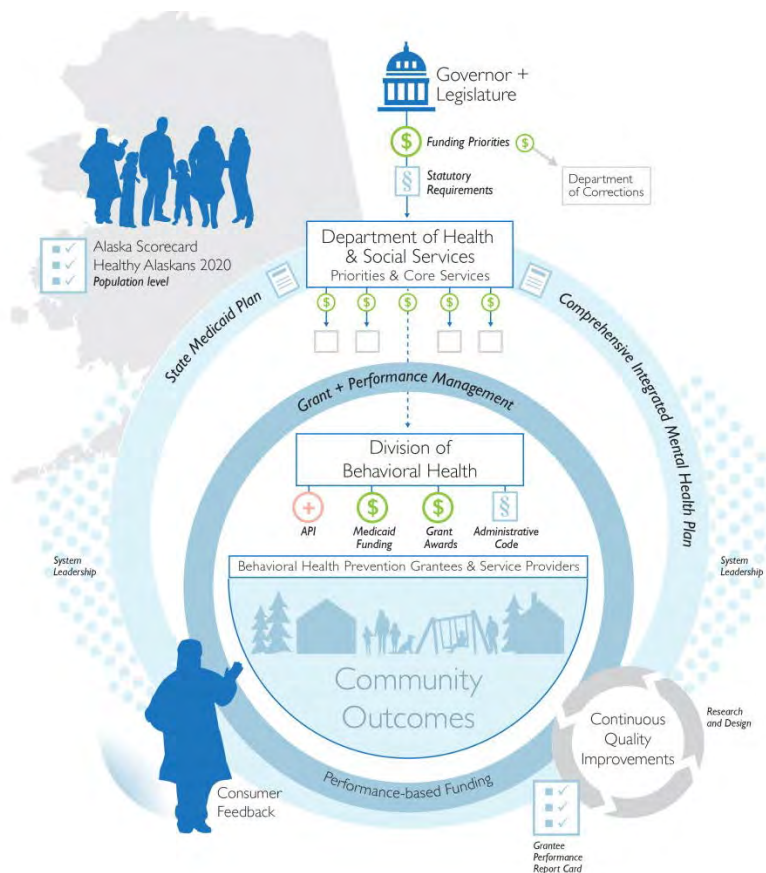 Governor +
Legislature
Funding Priorities
$
$
§
Statutory
Requirements
Department
of Corrections
Alaska Scorecard
Healthy Alaskans 2020
Population level
Department of Health
& Social Services
Priorities & Core Services
$
$
$
$
$
State Medicaid Plan
Comprehensive Integrated Mental Health Plan
Grant + Performance Management
Division of
Behavioral Health
+
$
$
§
API
Medicaid
Funding
Grant
Awards
Administrative
Code
System
Leadership
System
Leadership
Behavioral Health Prevention Grantees & Service Providers
Community
Outcomes
Continuous
Quality
Improvements
Research
and Design
Performance-based Funding
Consumer
Feedback
Grantee
Performance
Report Card